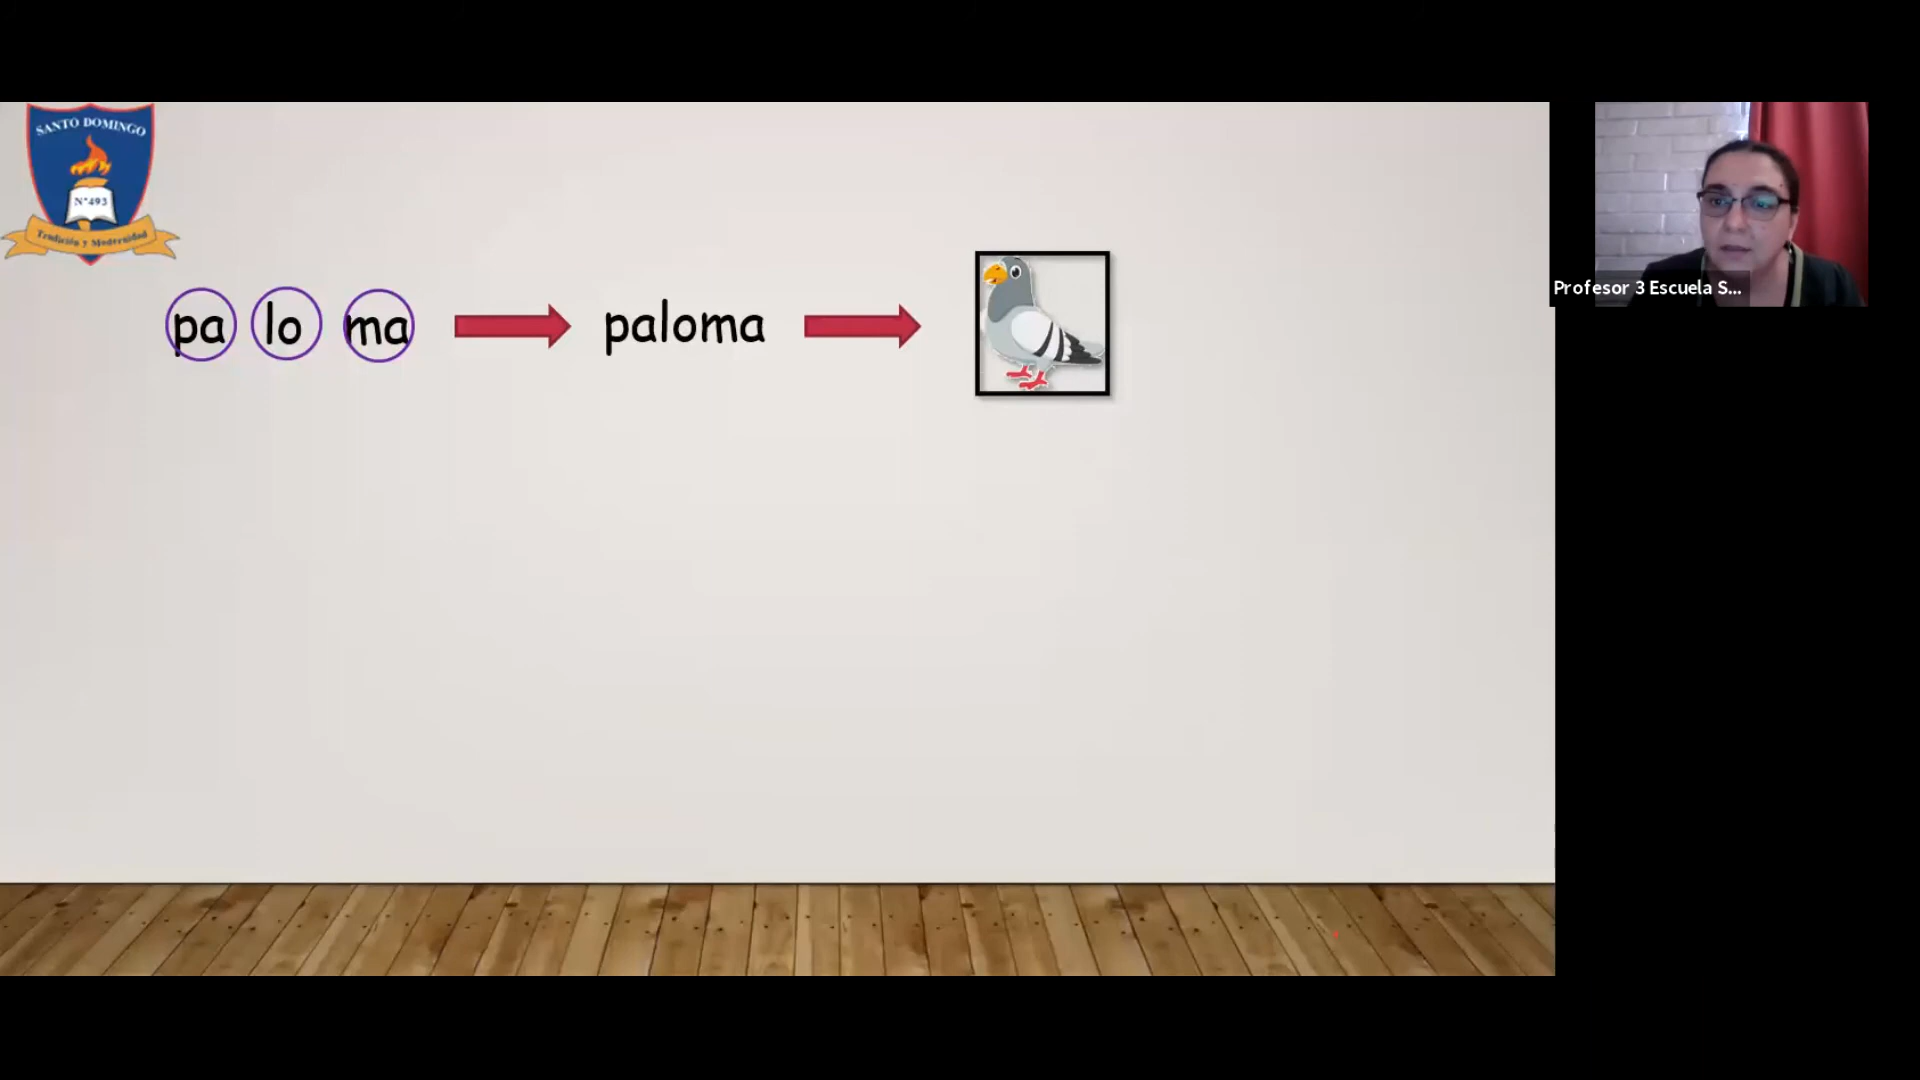 SANTO DOMINGO
N°493
Tradición y Modernidad
pa lo ma paloma
Profesor 3 Escuela S...